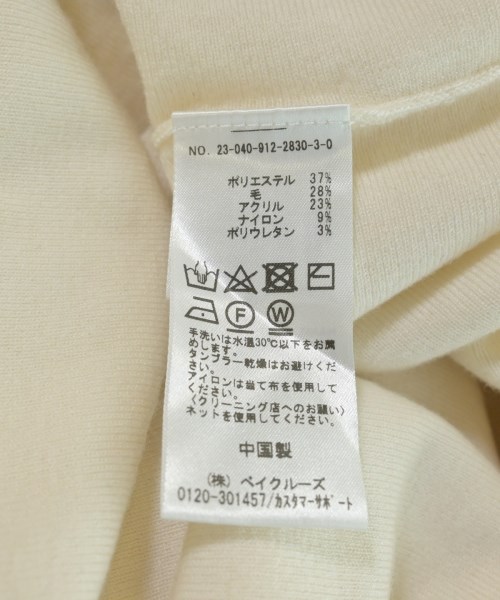 NO. 23-040-912-2830-3-0
ポリエステル 37%
毛 28%
アクリル 23%
ナイロン 9%
ポリウレタン 3%
F W
手洗いは水温30℃以下をお薦
めします。
タンブラー乾燥はお避けくだ
さい。
アイロンは当て布を使用して
ください。
〈クリーニング店へのお願い〉
ネットを使用してください。
中国製
(株) ベイクルーズ
0120-301457/カスタマーサポート